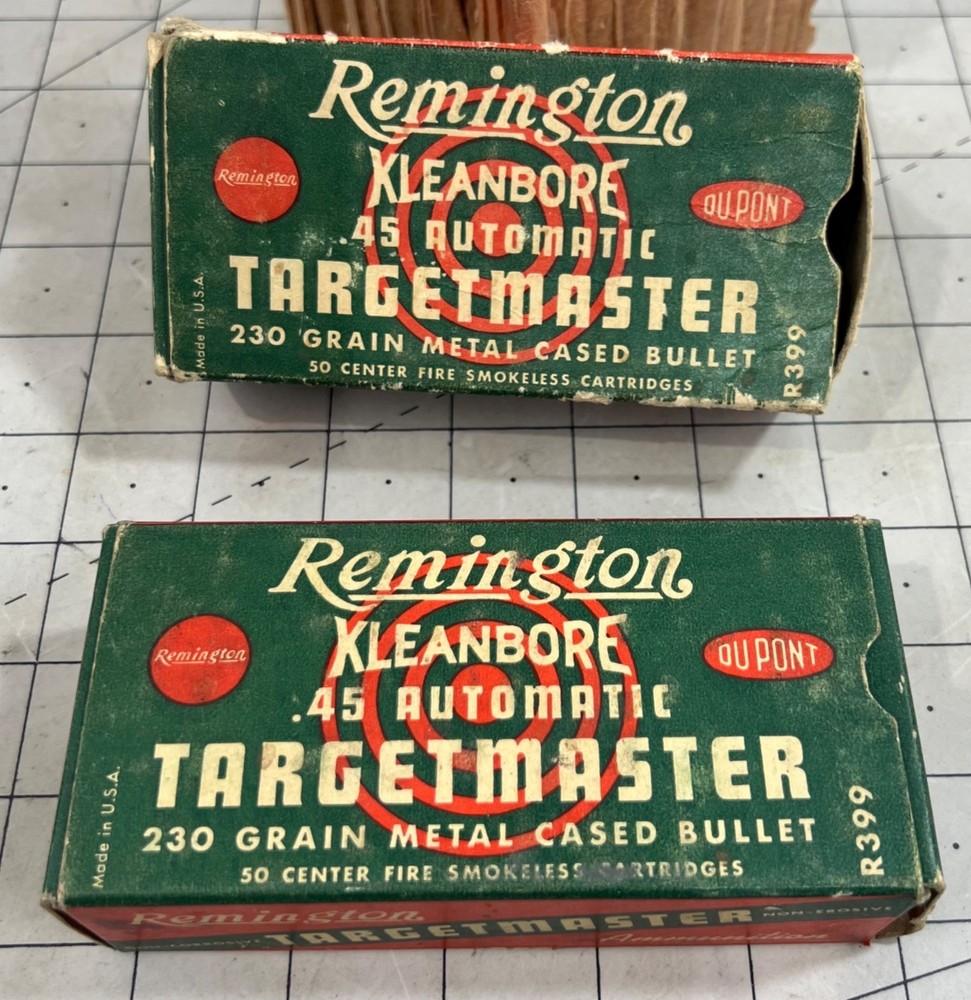 Remington
KLEANBORE
Remington
DU PONT
.45 AUTOMATIC
TARGETMASTER
230 GRAIN METAL CASED BULLET
50 CENTER FIRE SMOKELESS CARTRIDGES
Made in U.S.A.
R399
Remington
KLEANBORE
Remington
DU PONT
.45 AUTOMATIC
TARGETMASTER
230 GRAIN METAL CASED BULLET
50 CENTER FIRE SMOKELESS CARTRIDGES
Made in U.S.A.
R399
Remington
TARGETMASTER
NON-EROSIVE
Ammunition